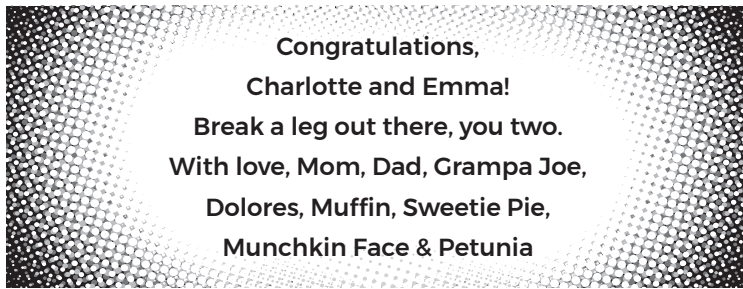 Congratulations,
Charlotte and Emma!
Break a leg out there, you two.
With love, Mom, Dad, Grampa Joe,
Dolores, Muffin, Sweetie Pie,
Munchkin Face & Petunia